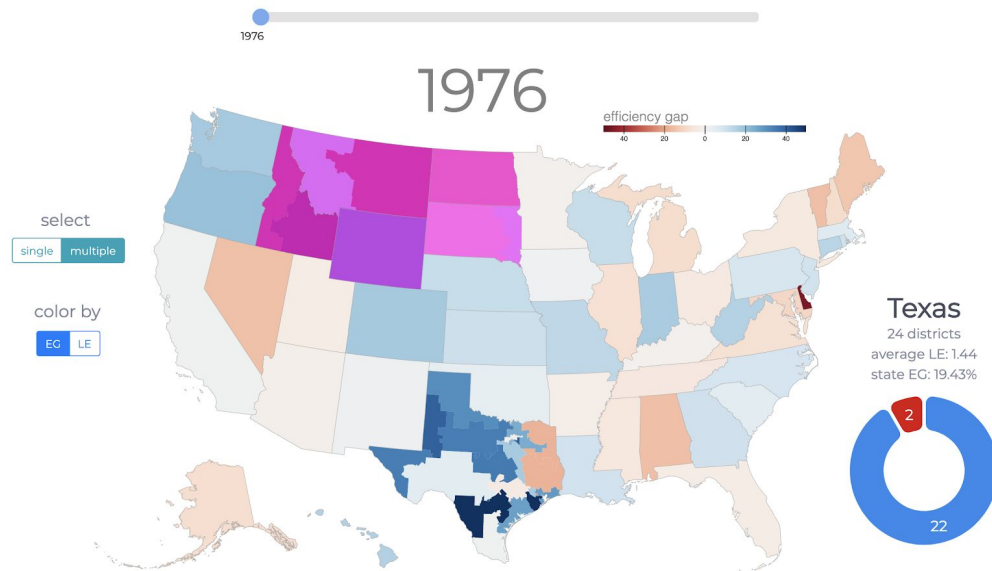 1976
1976
efficiency gap
40 20 0 20 40
select
single multiple
color by
EG LE
Texas
24 districts
average LE: 1.44
state EG: 19.43%
2
22